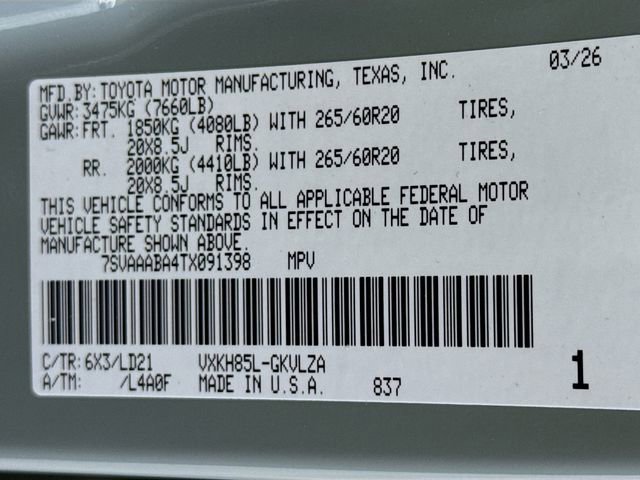 03/26
MFD.BY:TOYOTA MOTOR MANUFACTURING, TEXAS, INC.
GVWR:3475KG (7660LB)
GAWR:FRT. 1850KG (4080LB) WITH 265/60R20 TIRES,
20X8.5J RIMS.
RR. 2000KG (4410LB) WITH 265/60R20 TIRES,
20X8.5J RIMS.
THIS VEHICLE CONFORMS TO ALL APPLICABLE FEDERAL MOTOR
VEHICLE SAFETY STANDARDS IN EFFECT ON THE DATE OF
MANUFACTURE SHOWN ABOVE.
7SVAAABA4TX091398 MPV
C/TR:6X3/LD21 VXKH85L-GKVLZA
A/TM: /L4A0F MADE IN U.S.A. 837 1